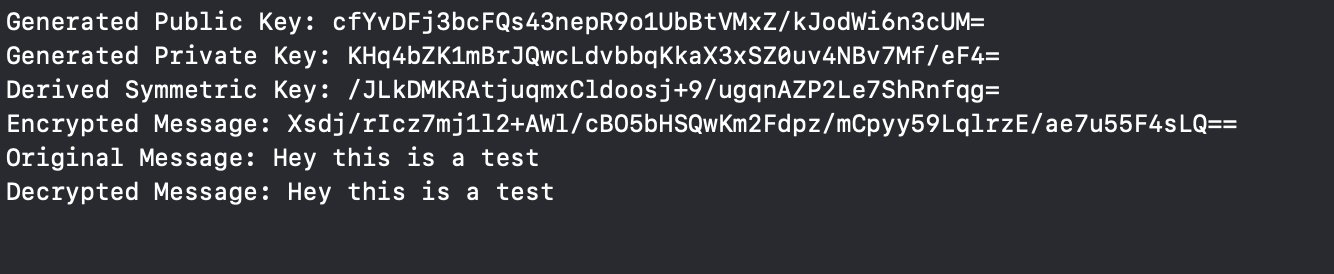 Generated Public Key: cfYvDFj3bcFQs43nepR9o1UbBtVMxZ/kJodWi6n3cUM=
Generated Private Key: KHq4bZK1mBrJQwcLdvbbqKkaX3xSZ0uv4NBv7Mf/eF4=
Derived Symmetric Key: /JLkDMKRAtjuqmxCldoosj+9/ugqnAZP2Le7ShRnfqg=
Encrypted Message: Xsdj/rIcz7mj1l2+AWl/cBO5bHSQwKm2Fdpz/mCpyy59LqlrzE/ae7u55F4sLQ==
Original Message: Hey this is a test
Decrypted Message: Hey this is a test